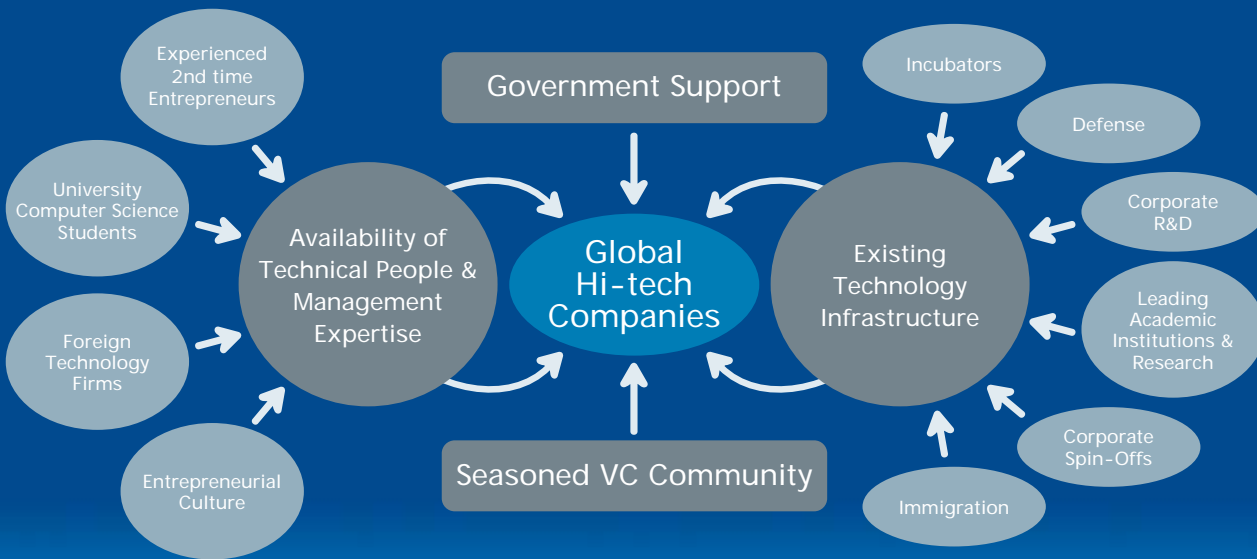 Experienced
2nd time
Entrepreneurs
University
Computer Science
Students
Foreign
Technology
Firms
Entrepreneurial
Culture
Availability of
Technical People &
Management
Expertise
Government Support
Global
Hi-tech
Companies
Seasoned VC Community
Existing
Technology
Infrastructure
Incubators
Defense
Corporate
R&D
Leading
Academic
Institutions &
Research
Corporate
Spin-Offs
Immigration